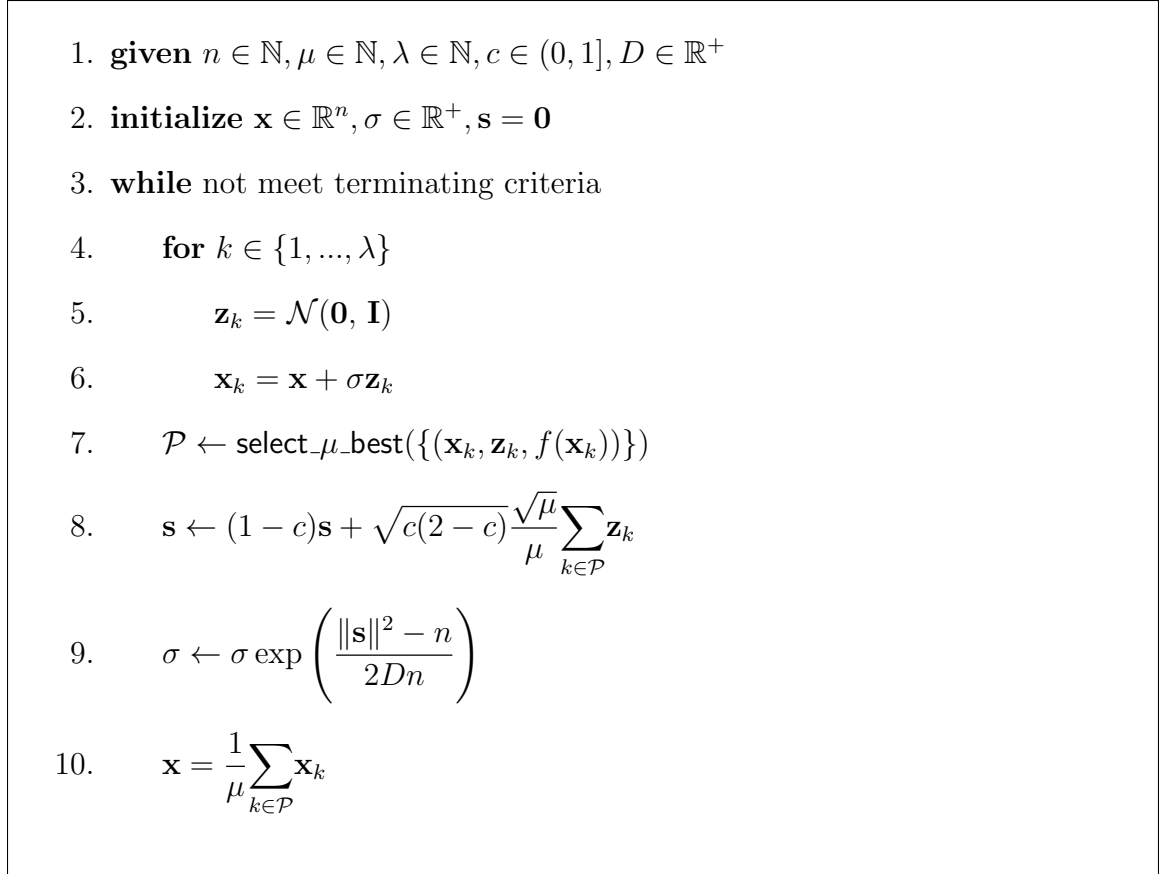 1. given n ∈ ℕ, μ ∈ ℕ, λ ∈ ℕ, c ∈ (0, 1], D ∈ ℝ⁺
2. initialize x ∈ ℝⁿ, σ ∈ ℝ⁺, s = 0
3. while not meet terminating criteria
4. for k ∈ {1, ..., λ}
5. z_k = 𝒩(0, I)
6. x_k = x + σz_k
7. 𝒫 ← select_μ_best({(x_k, z_k, f(x_k))})
8. s ← (1 − c)s + √(c(2 − c)) (√μ/μ) ∑_{k∈𝒫} z_k
9. σ ← σ exp((‖s‖² − n)/(2Dn))
10. x = (1/μ) ∑_{k∈𝒫} x_k